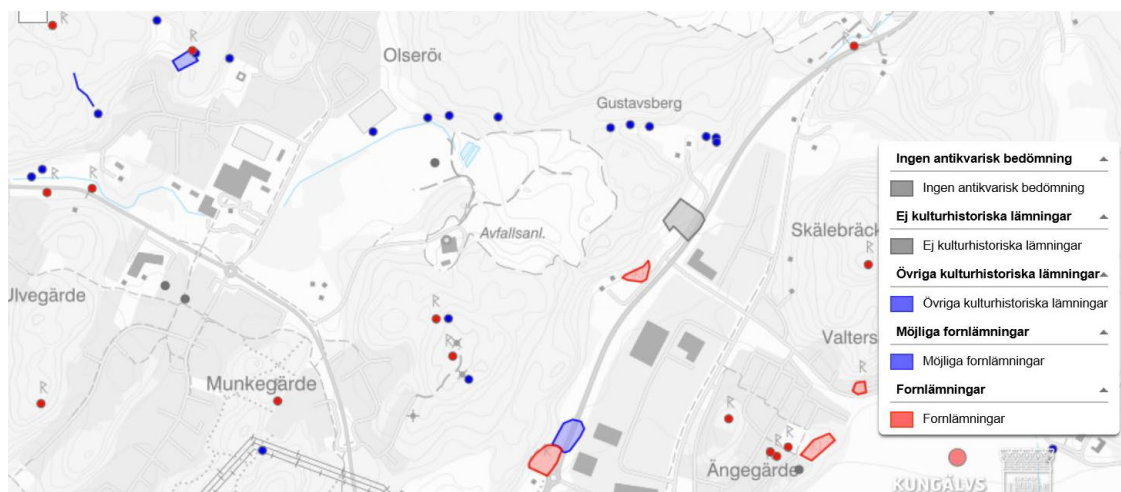 Olserö
Gustavsberg
Avfallsanl.
Ulvegärde
Munkegärde
Ängegärde
Skälebräck
Valters
KUNGÄLVS
R
R
R
R
R
R
R
R
R
R
R
Ingen antikvarisk bedömning
Ingen antikvarisk bedömning
Ej kulturhistoriska lämningar
Ej kulturhistoriska lämningar
Övriga kulturhistoriska lämningar
Övriga kulturhistoriska lämningar
Möjliga fornlämningar
Möjliga fornlämningar
Fornlämningar
Fornlämningar